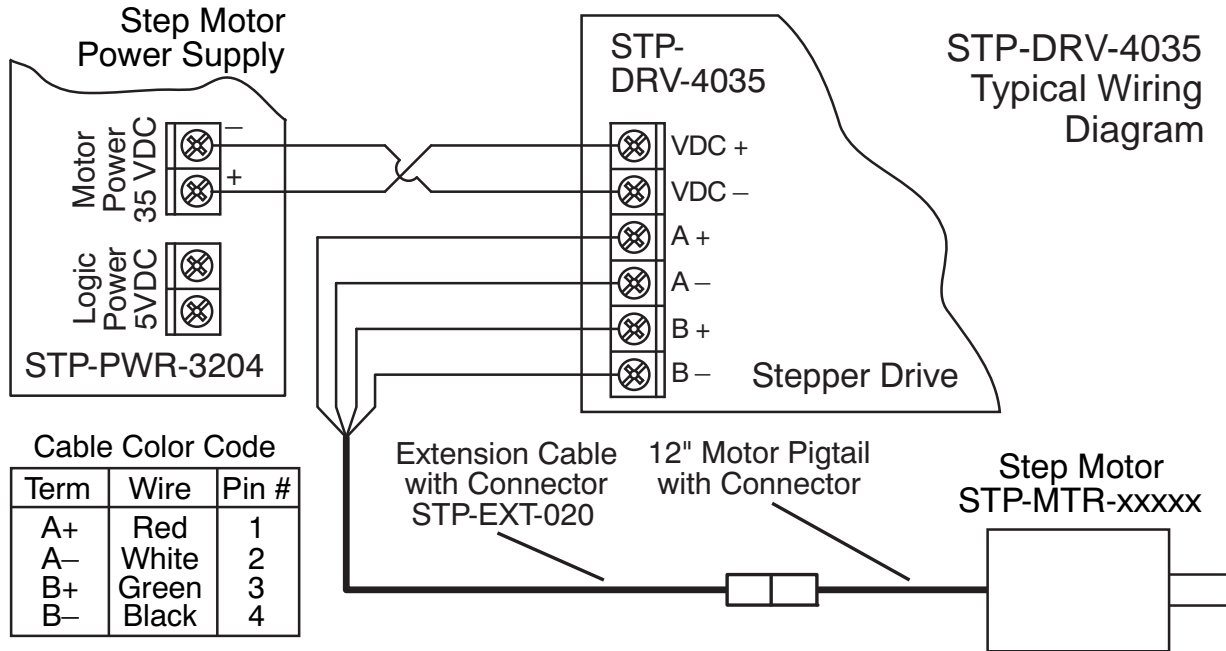 Step Motor
Power Supply
Motor
Power
35 VDC
–
+
Logic
Power
5VDC
STP-PWR-3204
STP-
DRV-4035
VDC +
VDC –
A +
A –
B +
B –
Stepper Drive
STP-DRV-4035
Typical Wiring
Diagram
Cable Color Code
Term Wire Pin #
A+ Red 1
A– White 2
B+ Green 3
B– Black 4
Extension Cable
with Connector
STP-EXT-020
12" Motor Pigtail
with Connector
Step Motor
STP-MTR-xxxxx